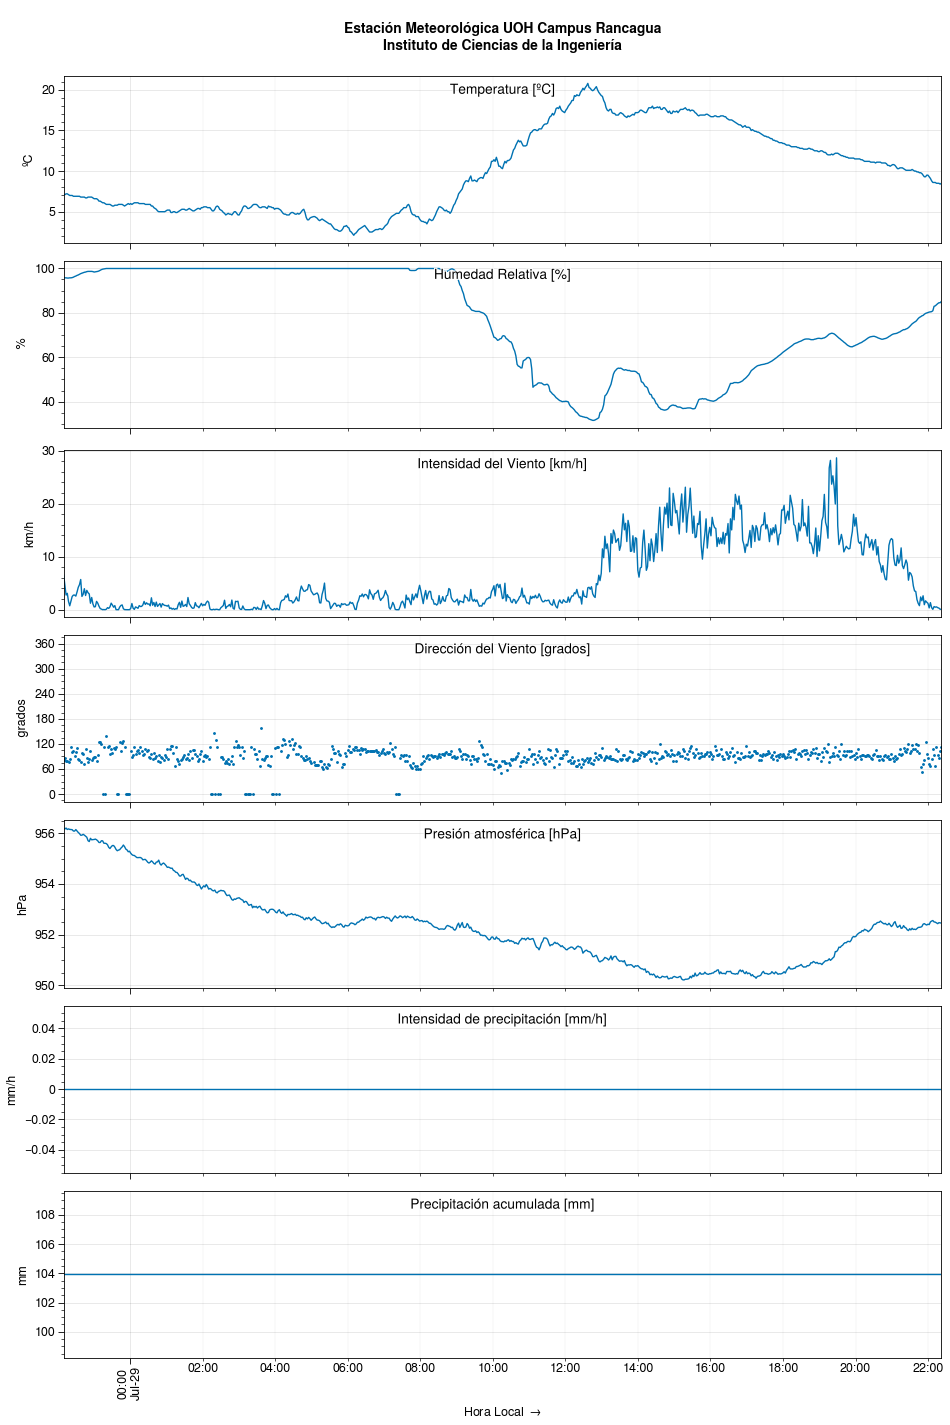 Estación Meteorológica UOH Campus Rancagua
Instituto de Ciencias de la Ingeniería
Temperatura [ºC]
20
15
10
5
ºC
Humedad Relativa [%]
100
80
60
40
%
Intensidad del Viento [km/h]
30
20
10
0
km/h
Dirección del Viento [grados]
360
300
240
180
120
60
0
grados
Presión atmosférica [hPa]
956
954
952
950
hPa
Intensidad de precipitación [mm/h]
0.04
0.02
0
−0.02
−0.04
mm/h
Precipitación acumulada [mm]
108
106
104
102
100
mm
00:00
Jul-29
02:00
04:00
06:00
08:00
10:00
12:00
14:00
16:00
18:00
20:00
22:00
Hora Local →